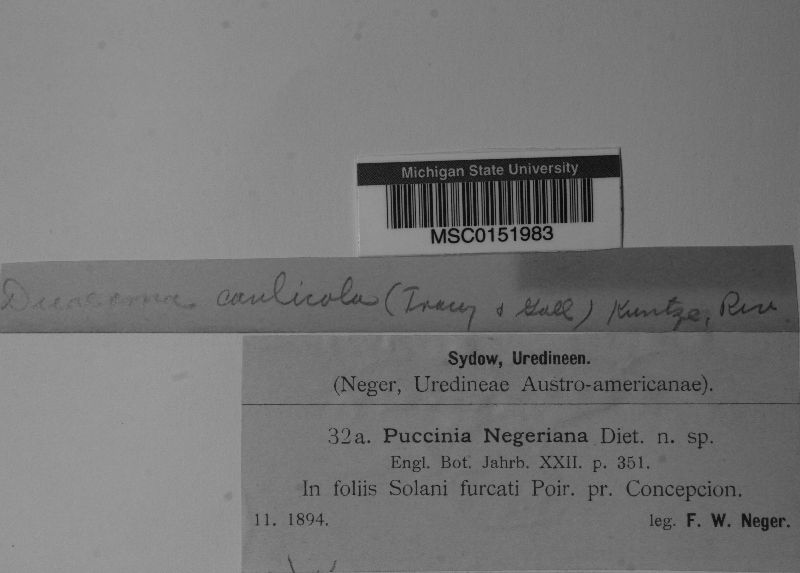 Michigan State University
MSC0151983
Dicaeoma caulicola (Tracy & Gall) Kuntze, Rev.
Sydow, Uredineen.
(Neger, Uredineae Austro-americanae).
32a. Puccinia Negeriana Diet. n. sp.
Engl. Bot. Jahrb. XXII. p. 351.
In foliis Solani furcati Poir. pr. Concepcion.
11. 1894. leg. F. W. Neger.